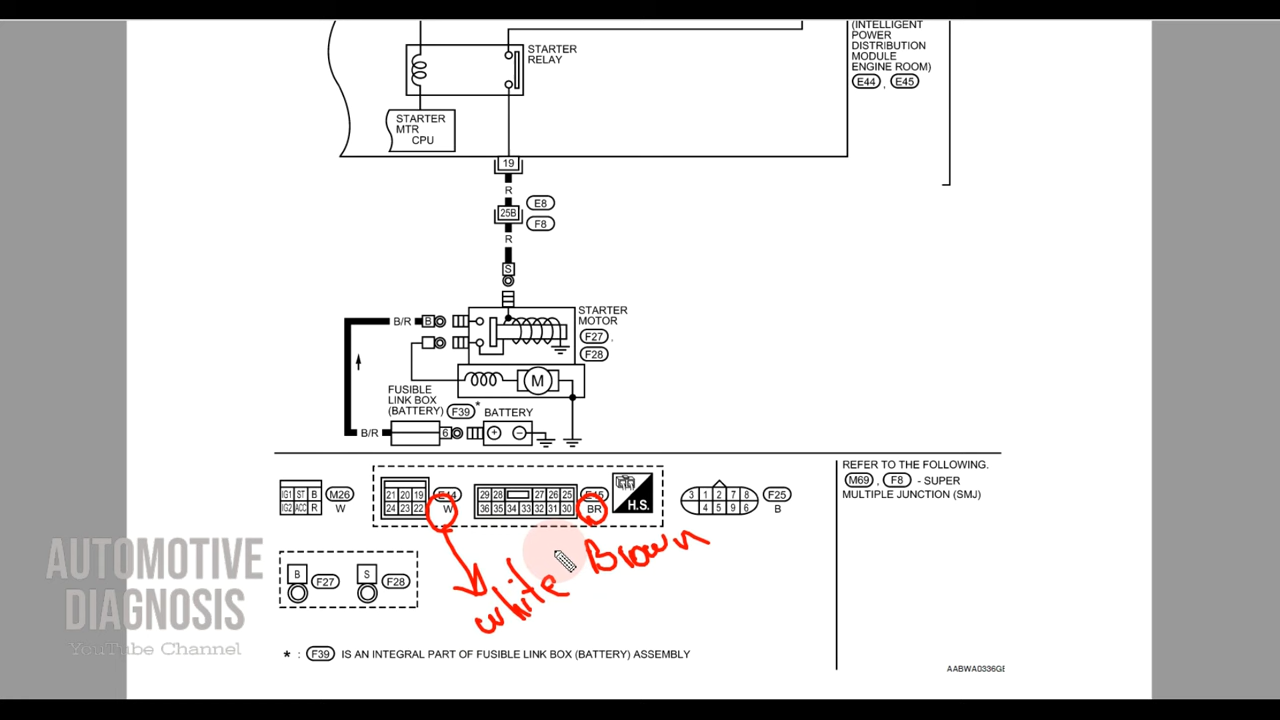 (INTELLIGENT
POWER
DISTRIBUTION
MODULE
ENGINE ROOM)
E44 , E45
STARTER
RELAY
STARTER
MTR
CPU
19
R
25B
E8
F8
R
S
STARTER
MOTOR
F27 ,
F28
B/R B
M
FUSIBLE
LINK BOX
(BATTERY) F39 *
BATTERY
B/R
6
+ −
IG1 ST B
IG2 ACC R
M26
W
21 20 19
24 23 22
E44
W
29 28 27 26 25
36 35 34 33 32 31 30
E45
BR
H.S.
3 1 2 7 8
4 5 9 6
F25
B
REFER TO THE FOLLOWING.
M69 , F8 - SUPER
MULTIPLE JUNCTION (SMJ)
Brown
white
AUTOMOTIVE
DIAGNOSIS
YouTube Channel
B F27
S F28
* : F39 IS AN INTEGRAL PART OF FUSIBLE LINK BOX (BATTERY) ASSEMBLY